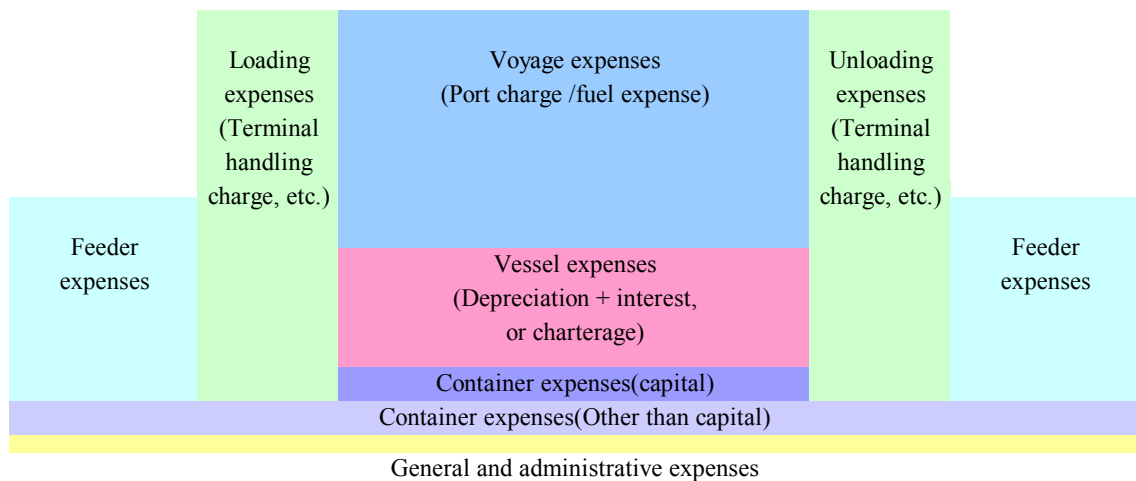 Loading
expenses
(Terminal
handling
charge, etc.)
Voyage expenses
(Port charge /fuel expense)
Unloading
expenses
(Terminal
handling
charge, etc.)
Feeder
expenses
Vessel expenses
(Depreciation + interest,
or charterage)
Feeder
expenses
Container expenses(capital)
Container expenses(Other than capital)
General and administrative expenses